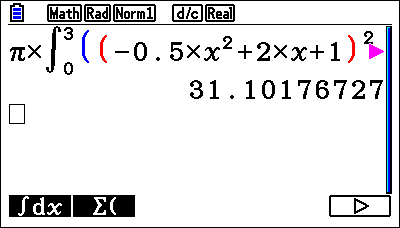 Math Rad Norm1 d/c Real
π×∫₀³((-0.5×x²+2×x+1)²▶
31.10176727
∫dx Σ( ▷